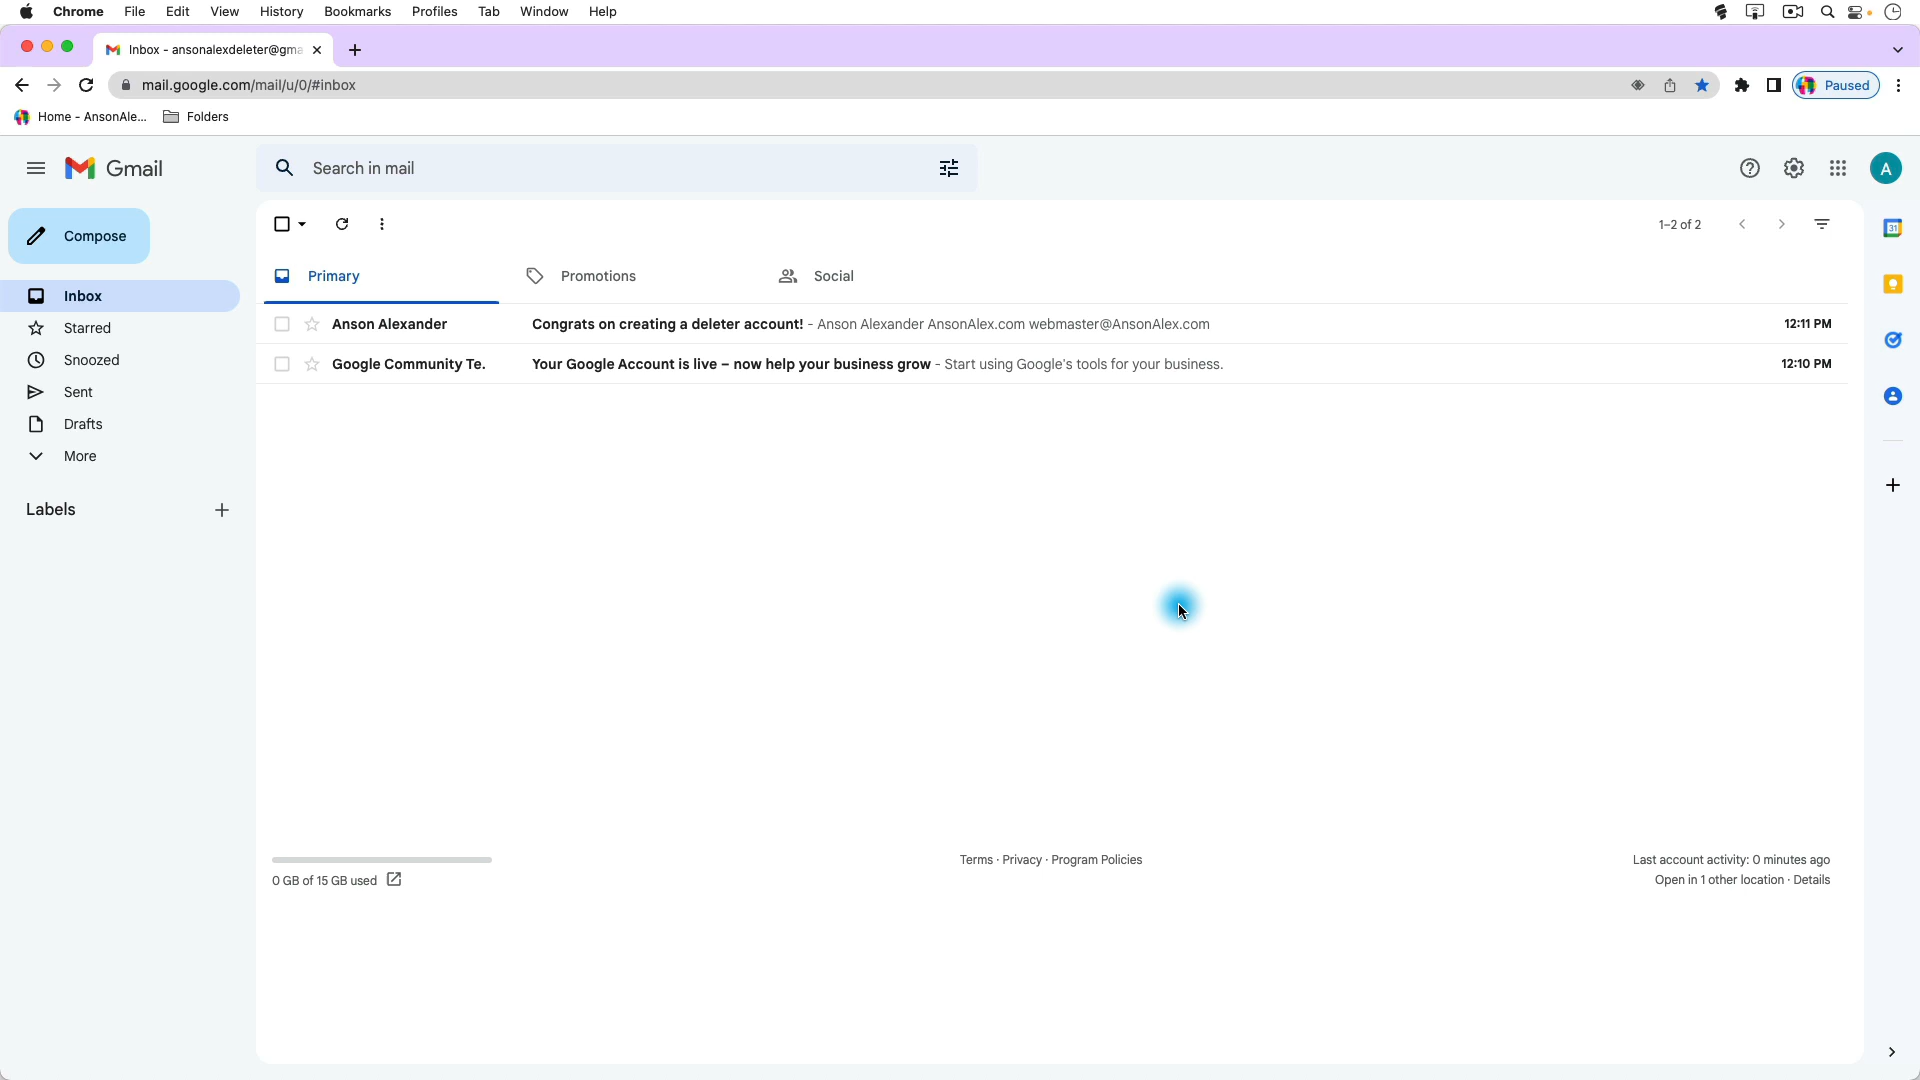 Chrome File Edit View History Bookmarks Profiles Tab Window Help
Inbox - ansonalexdeleter@gma
mail.google.com/mail/u/0/#inbox
Paused
Home - AnsonAle... Folders
Gmail
Search in mail
A
Compose
1–2 of 2
31
Primary Promotions Social
Inbox
Starred
Snoozed
Sent
Drafts
More
Labels
Anson Alexander Congrats on creating a deleter account! - Anson Alexander AnsonAlex.com webmaster@AnsonAlex.com 12:11 PM
Google Community Te. Your Google Account is live – now help your business grow - Start using Google's tools for your business. 12:10 PM
0 GB of 15 GB used
Terms · Privacy · Program Policies
Last account activity: 0 minutes ago
Open in 1 other location · Details